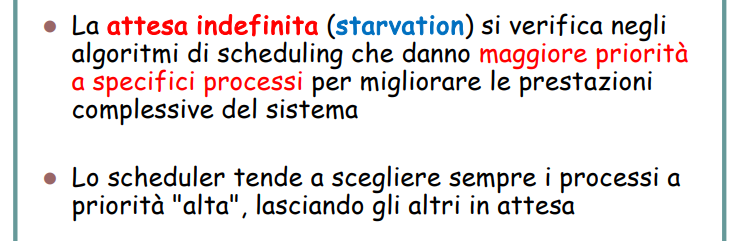 ● La attesa indefinita (starvation) si verifica negli
algoritmi di scheduling che danno maggiore priorità
a specifici processi per migliorare le prestazioni
complessive del sistema
● Lo scheduler tende a scegliere sempre i processi a
priorità "alta", lasciando gli altri in attesa